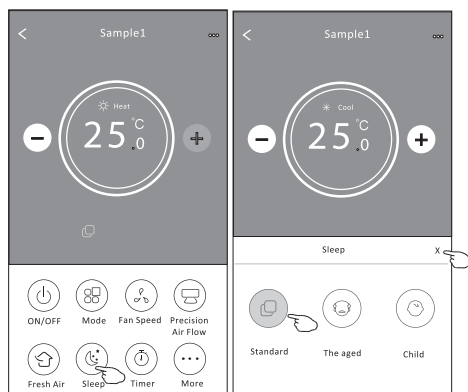 Sample1
Heat
25.0 °C
ON/OFF
Mode
Fan Speed
Precision
Air Flow
Fresh Air
Sleep
Timer
More
Sample1
Cool
25.0 °C
Sleep
X
Standard
The aged
Child